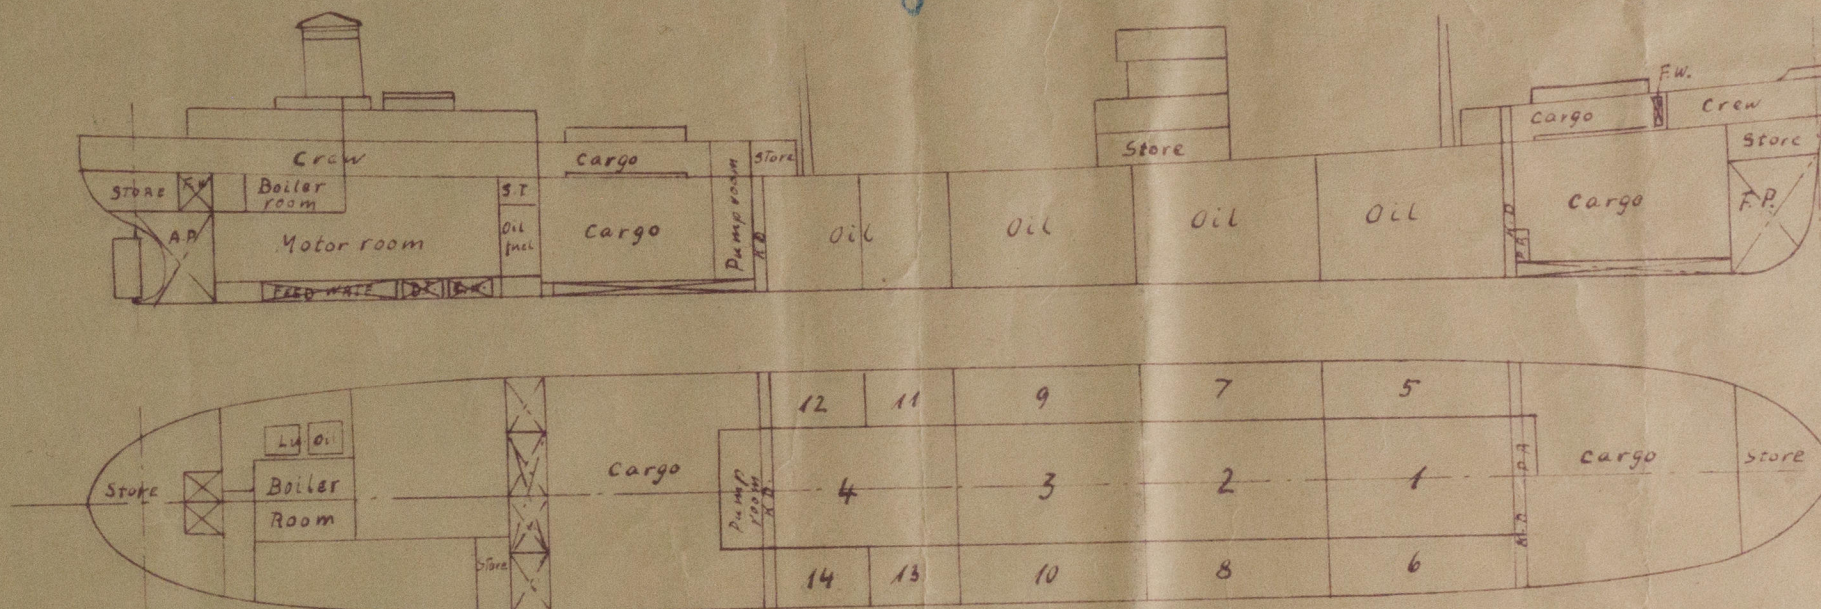 F.W.
Crew
Cargo
Crew
Cargo
Store
Store
Store
STORE
F.W
Boiler
room
S.T
Pump room
Oil
Oil
Oil
Oil
Cargo
F.P.
A.P.
Motor room
Oil
fuel
Cargo
K.D
K.D
P.A
FEED WATE
12
11
9
7
5
Lu
Oil
Store
Boiler
Room
Cargo
Pump
room
K.D.
4
3
2
1
P.A
K.D
Cargo
Store
Store
14
13
10
8
6